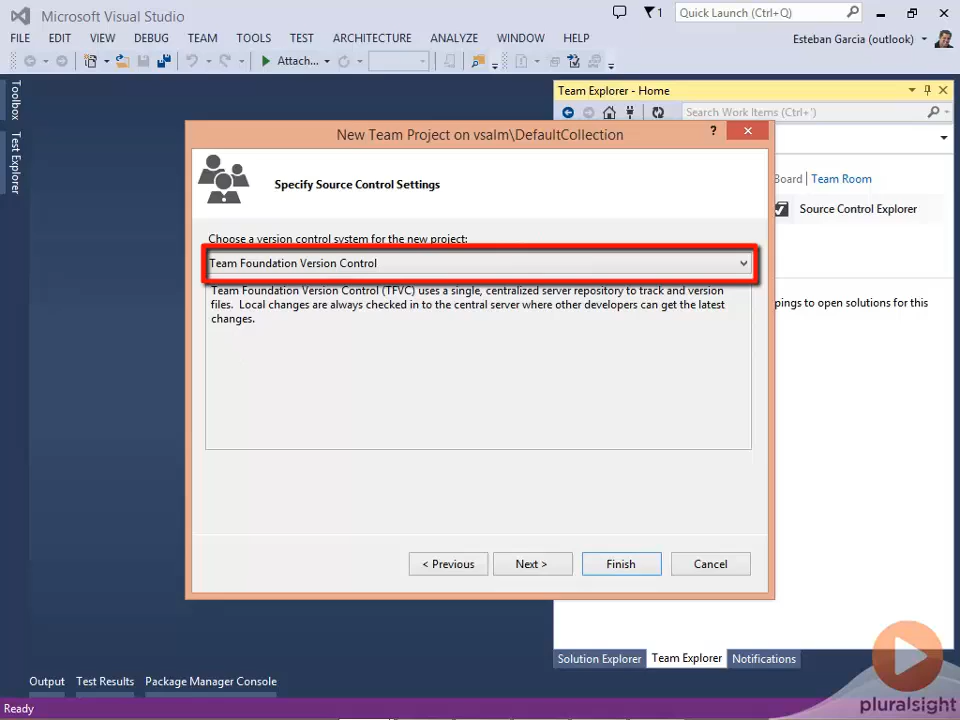 Microsoft Visual Studio
1
Quick Launch (Ctrl+Q)
FILE EDIT VIEW DEBUG TEAM TOOLS TEST ARCHITECTURE ANALYZE WINDOW HELP
Esteban Garcia (outlook)
Attach...
Toolbox
Test Explorer
Team Explorer - Home
Search Work Items (Ctrl+')
New Team Project on vsalm\DefaultCollection
?
Specify Source Control Settings
Board | Team Room
Source Control Explorer
Choose a version control system for the new project:
Team Foundation Version Control
Team Foundation Version Control (TFVC) uses a single, centralized server repository to track and version
files. Local changes are always checked in to the central server where other developers can get the latest
changes.
pings to open solutions for this
< Previous
Next >
Finish
Cancel
Solution Explorer Team Explorer Notifications
Output Test Results Package Manager Console
Ready
pluralsight